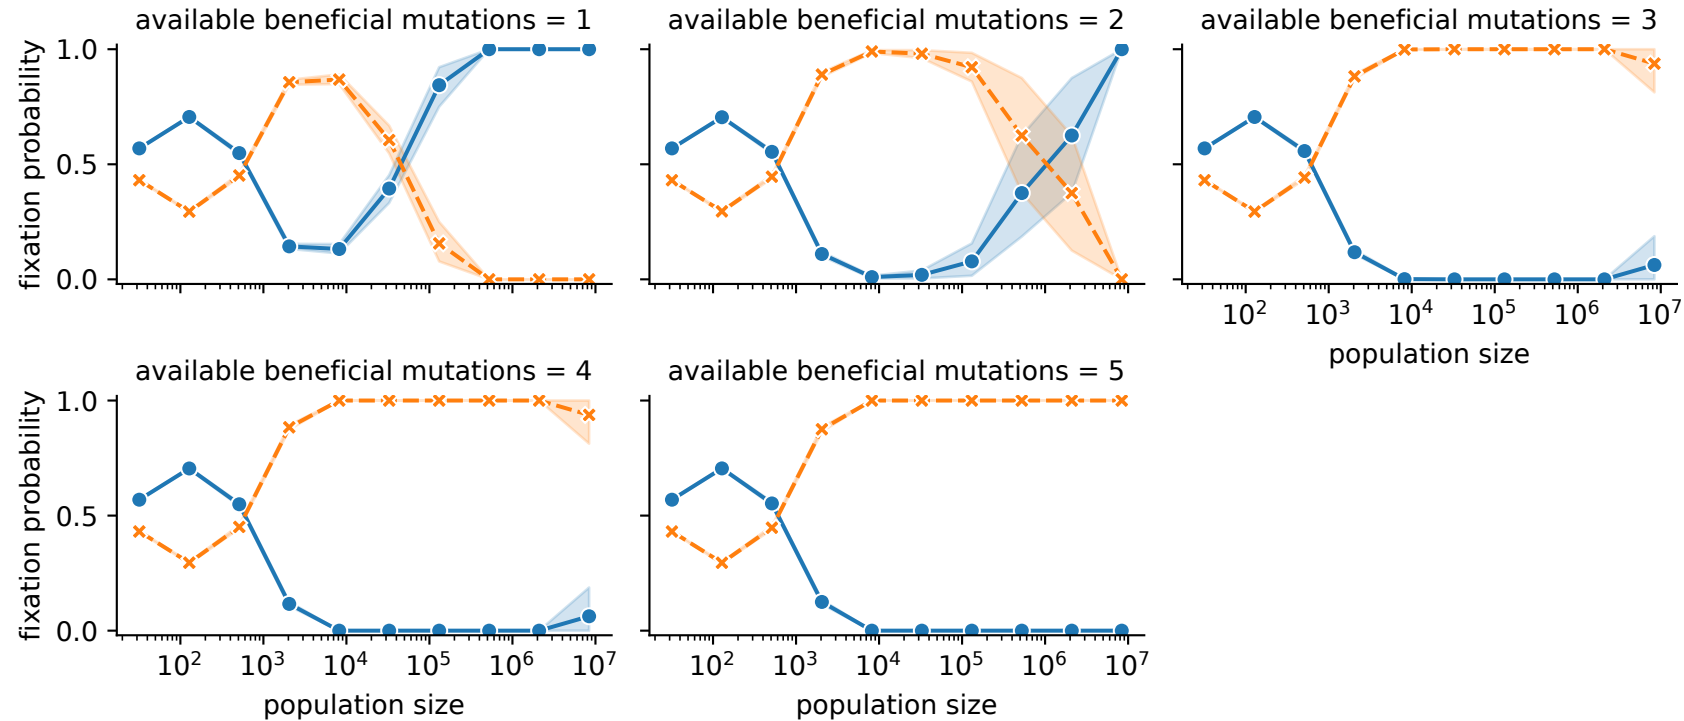 available beneficial mutations = 1
available beneficial mutations = 2
available beneficial mutations = 3
fixation probability
1.0
0.5
0.0
10²
10³
10⁴
10⁵
10⁶
10⁷
population size
available beneficial mutations = 4
available beneficial mutations = 5
fixation probability
1.0
0.5
0.0
10²
10³
10⁴
10⁵
10⁶
10⁷
population size
10²
10³
10⁴
10⁵
10⁶
10⁷
population size